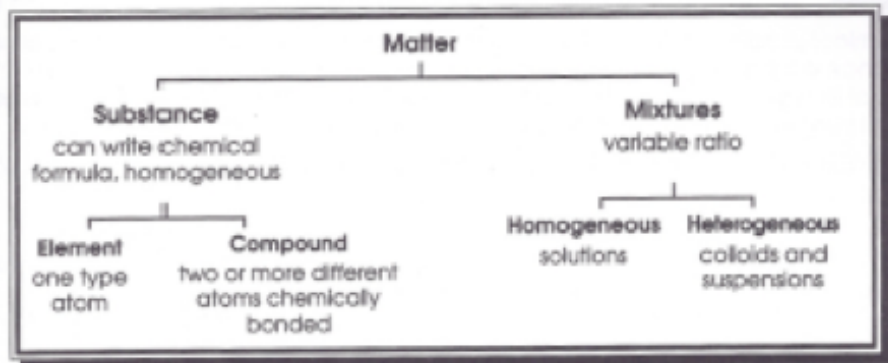 Matter
Substance
can write chemical
formula, homogeneous
Mixtures
variable ratio
Element
one type
atom
Compound
two or more different
atoms chemically
bonded
Homogeneous
solutions
Heterogeneous
colloids and
suspensions